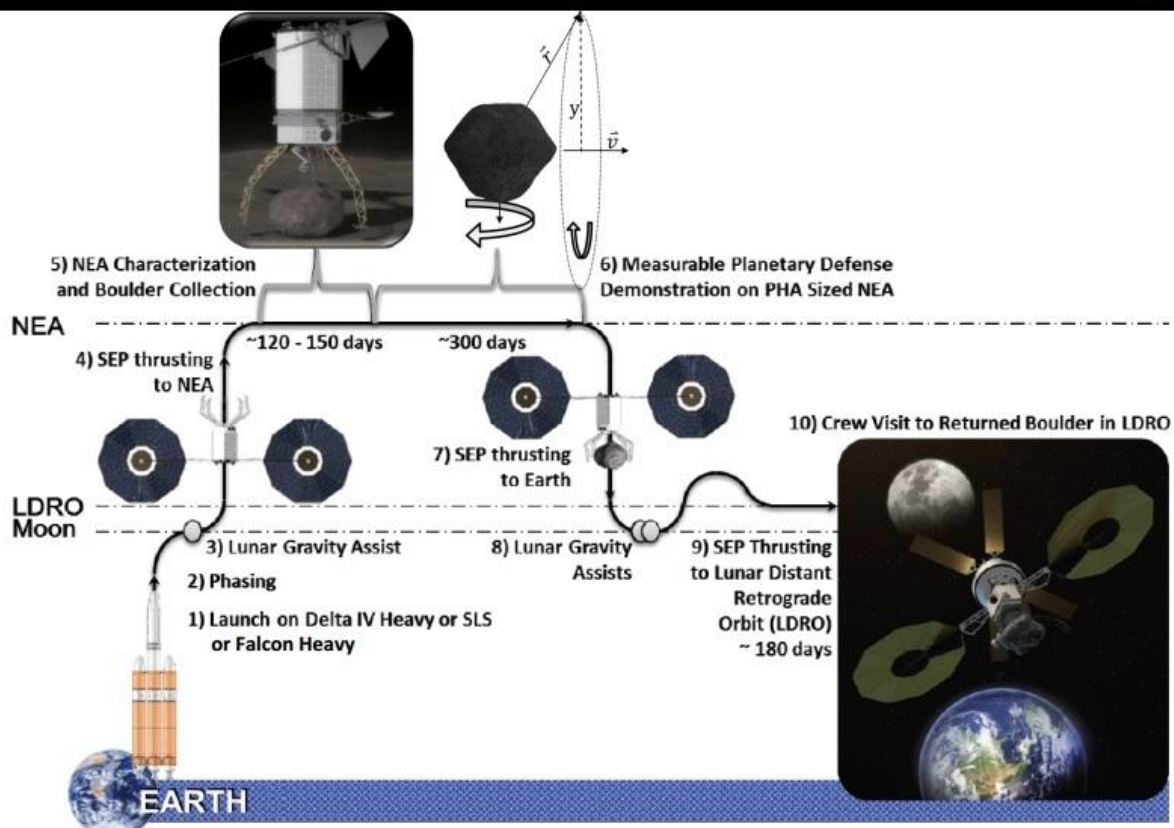 r⃗
y
v⃗
5) NEA Characterization
and Boulder Collection
6) Measurable Planetary Defense
Demonstration on PHA Sized NEA
NEA
~120 - 150 days
~300 days
4) SEP thrusting
to NEA
7) SEP thrusting
to Earth
10) Crew Visit to Returned Boulder in LDRO
LDRO
Moon
3) Lunar Gravity Assist
8) Lunar Gravity
Assists
9) SEP Thrusting
to Lunar Distant
Retrograde
Orbit (LDRO)
~ 180 days
2) Phasing
1) Launch on Delta IV Heavy or SLS
or Falcon Heavy
EARTH